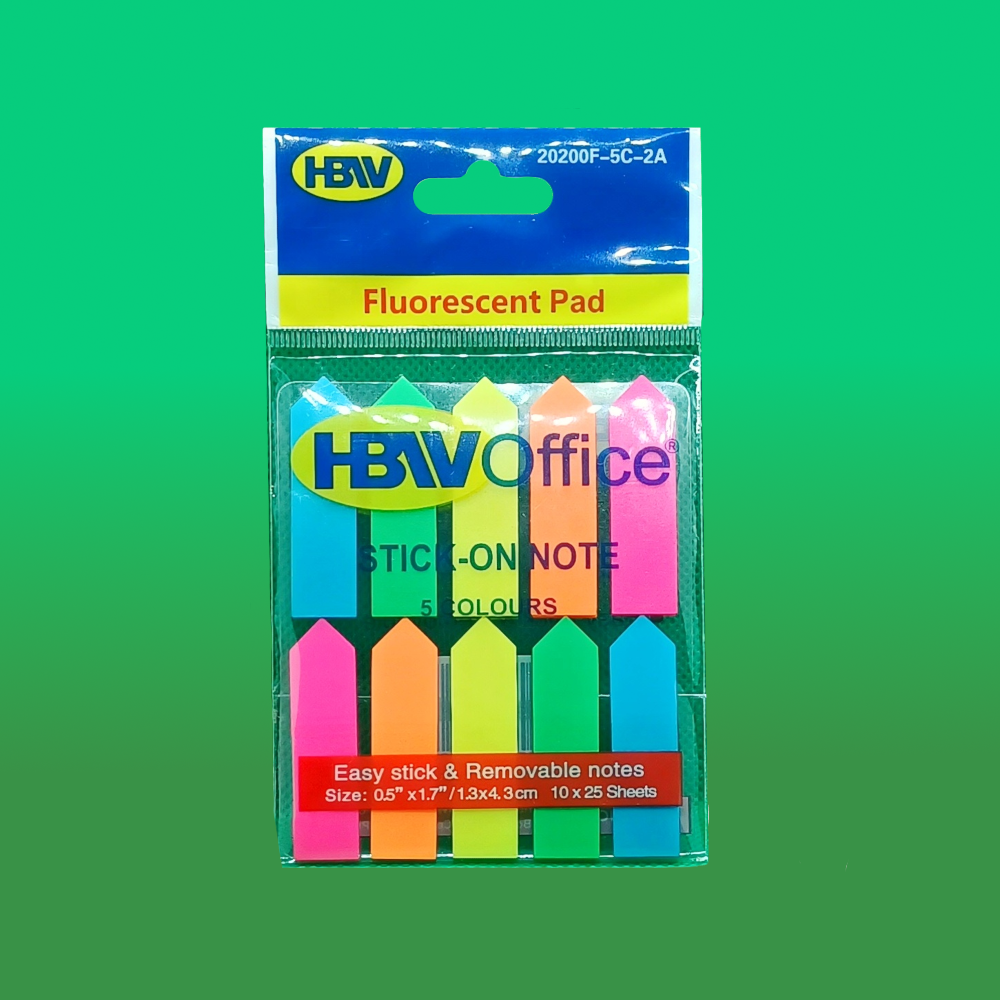 HBW
20200F-5C-2A
Fluorescent Pad
HBWOffice®
STICK-ON NOTE
5 COLOURS
Easy stick & Removable notes
Size: 0.5” x1.7”/1.3x4.3cm 10 x 25 Sheets